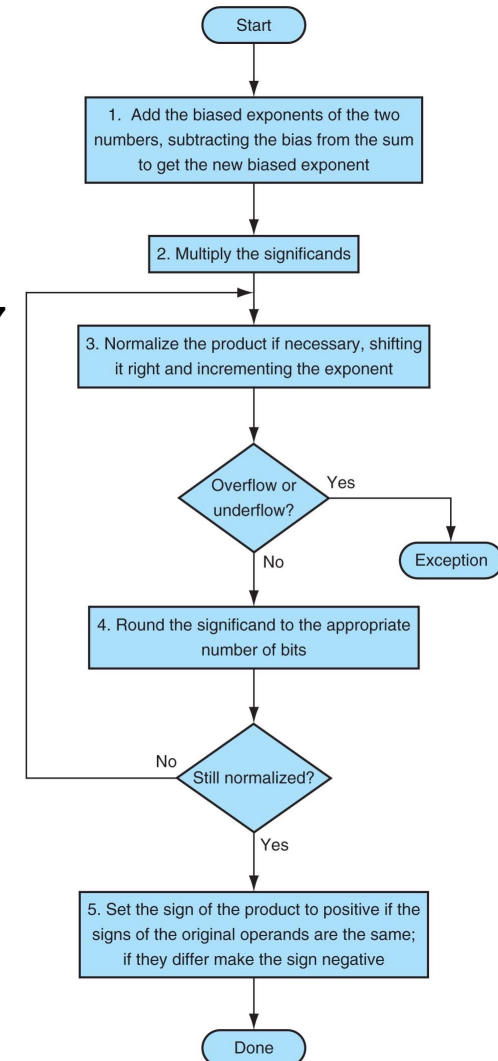 Start
1. Add the biased exponents of the two
numbers, subtracting the bias from the sum
to get the new biased exponent
2. Multiply the significands
3. Normalize the product if necessary, shifting
it right and incrementing the exponent
Overflow or
underflow?
Yes
Exception
No
4. Round the significand to the appropriate
number of bits
No
Still normalized?
Yes
5. Set the sign of the product to positive if the
signs of the original operands are the same;
if they differ make the sign negative
Done